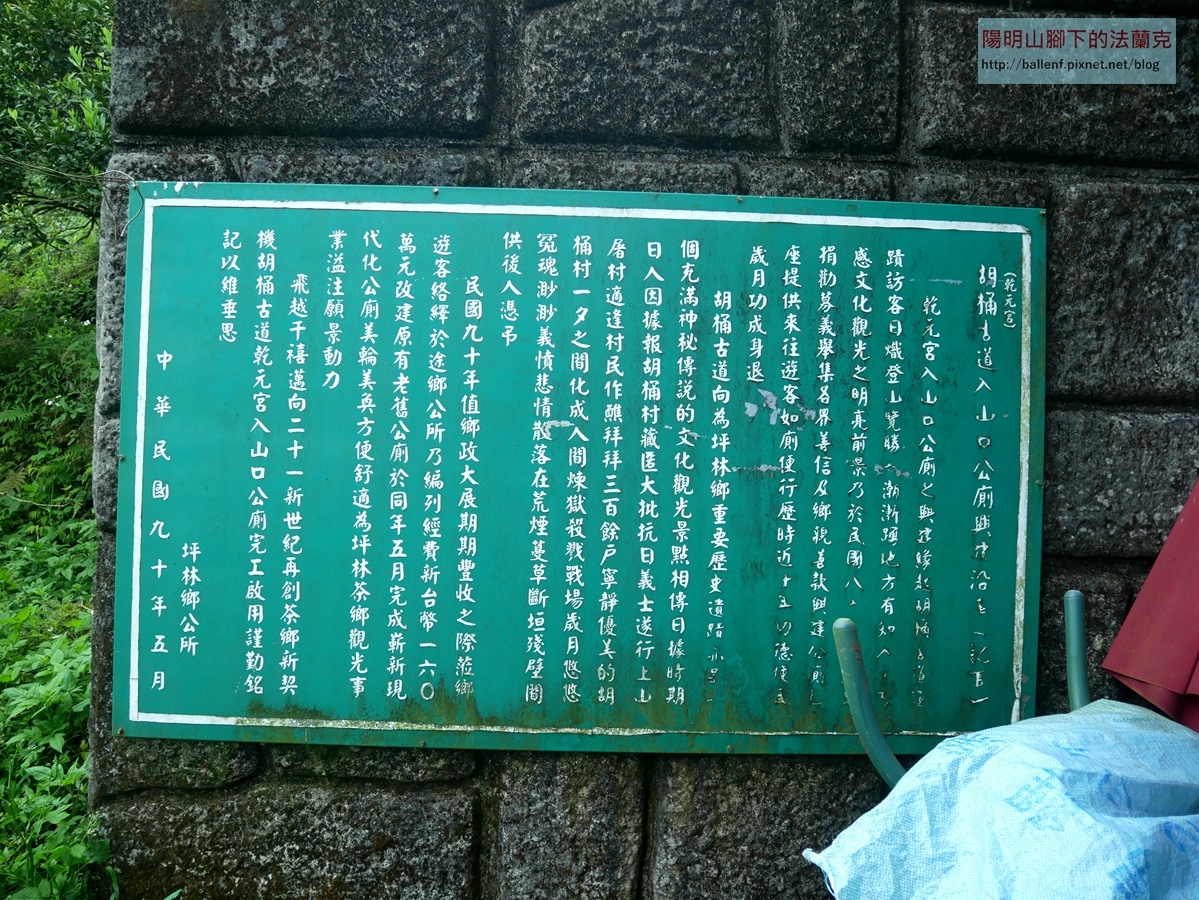 陽明山腳下的法蘭克
http://ballenf.pixnet.net/blog
(乾元宮)
胡桶古道入山口公廁興建沿
乾元宮入山口公廁之興建緣起胡桶古道
蹟訪客日熾登山覽勝 漸漸頸地方有知
感文化觀光之明亮前景乃於民國八
捐勸募義舉集各界善信及鄉親善款興建公廁
座提供來往遊客如廁便行歷時近十五功德使
歲月功成身退
胡桶古道向為坪林鄉重要歷史遺蹟亦是
個充滿神秘傳說的文化觀光景點相傳日據時期
日人因據報胡桶村藏匿大批抗日義士遂行上山
屠村適逢村民作醮拜拜三百餘戶寧靜優美的胡
桶村一夕之間化成人間煉獄殺戮戰場歲月悠悠
冤魂渺渺義憤悲情散落在荒煙蔓草斷垣殘壁間
供後人憑弔
民國九十年值鄉政大展期期豐收之際蒞鄉
遊客絡繹於途鄉公所乃編列經費新台幣一六〇
萬元改建原有老舊公廁於同年五月完成嶄新現
代化公廁美輪美奐方便舒適為坪林茶鄉觀光事
業溢注願景動力
飛越千禧邁向二十一新世紀再創茶鄉新契
機胡桶古道乾元宮入山口公廁完工啟用謹勤銘
記以維垂思
坪林鄉公所
中華民國九十年五月